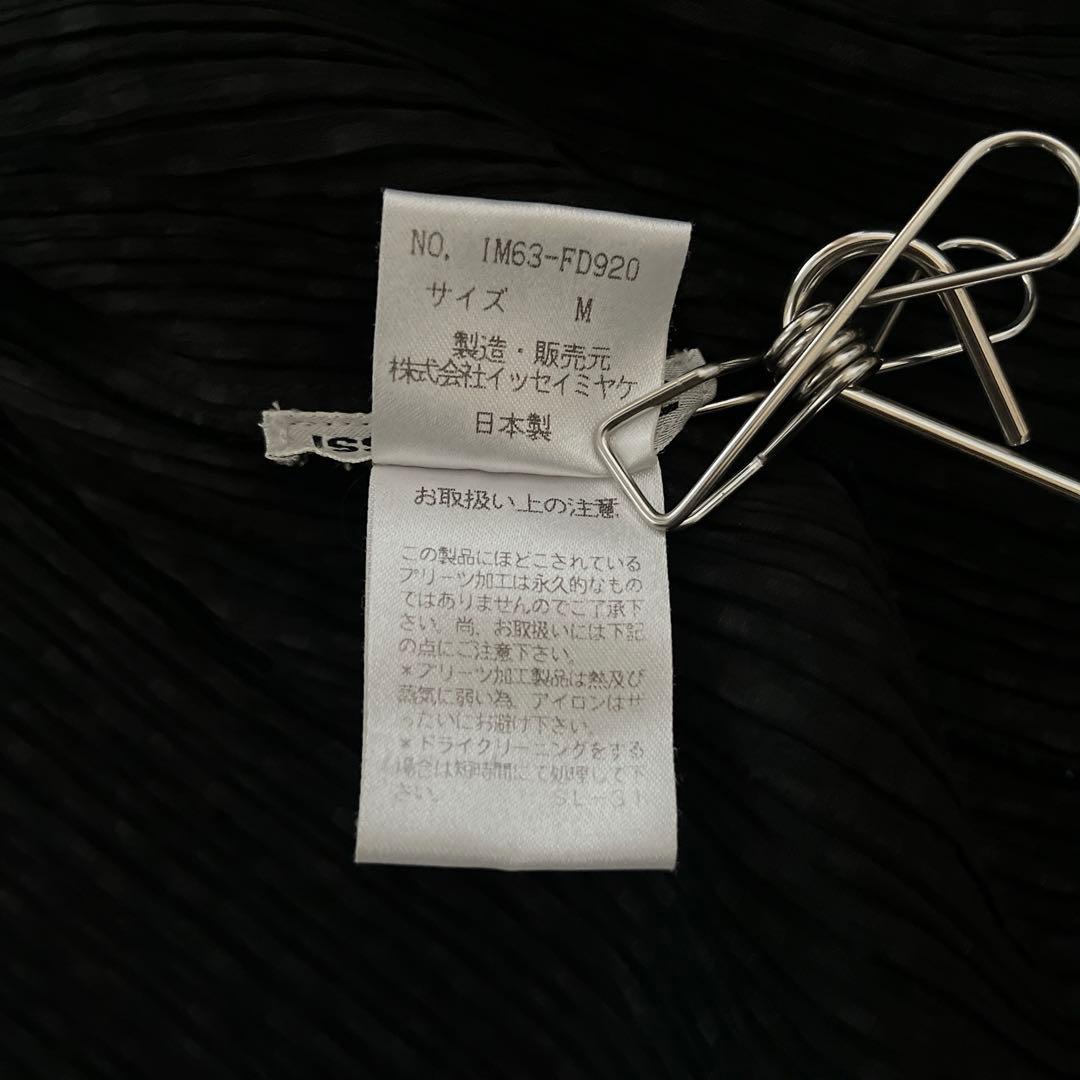 NO. IM63-FD920
サイズ M
製造・販売元
株式会社イッセイミヤケ
日本製
ISS
お取扱い上の注意
この製品にほどこされている
プリーツ加工は永久的なもの
てはありませんのでご了承下
さい。尚、お取扱いには下記
の点にご注意下さい。
*プリーツ加工製品は熱及び
蒸気に弱い為、アイロンはぜ
ったいにお避け下さい。
*ドライクリーニングをする
場合は短時間にて処理して下
さい。 SL-31